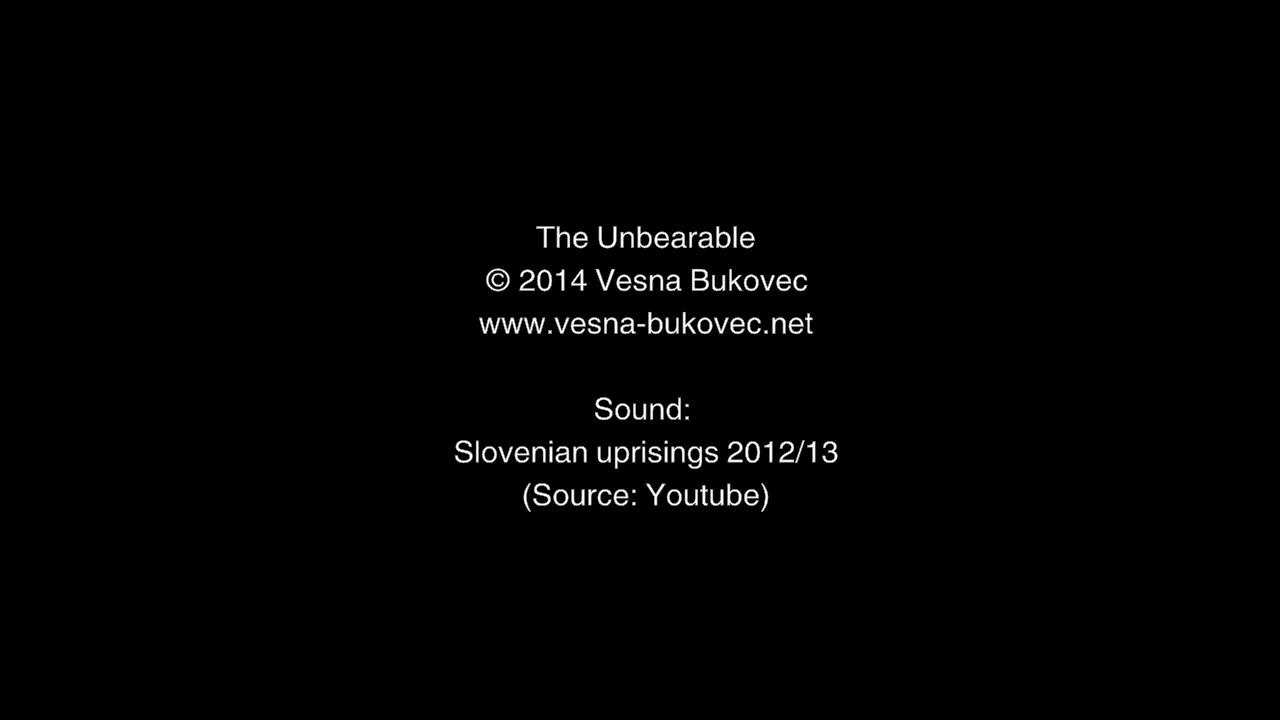 The Unbearable
© 2014 Vesna Bukovec
www.vesna-bukovec.net
Sound:
Slovenian uprisings 2012/13
(Source: Youtube)